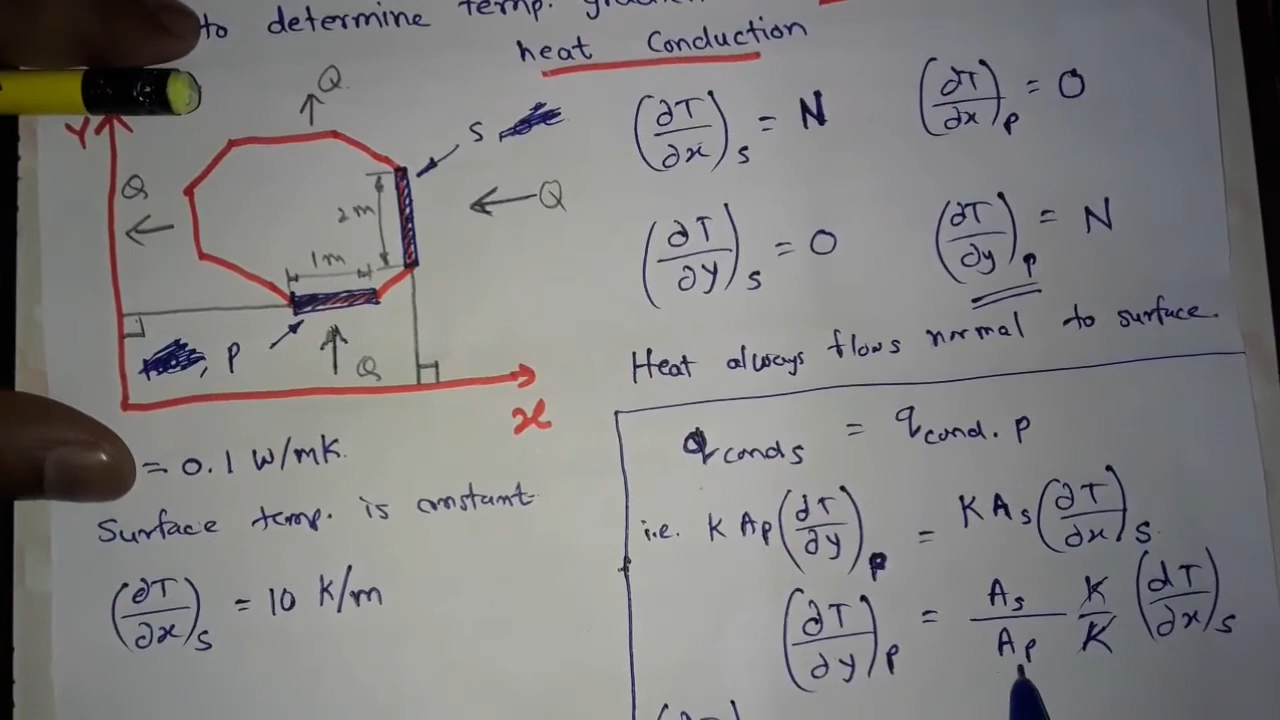 to determine temp.
heat Conduction
Y
Q
Q
S
2m
1m
← Q
P
Q
x
(∂T/∂x)s = N
(∂T/∂x)p = 0
(∂T/∂y)s = 0
(∂T/∂y)p = N
Heat always flows normal to surface.
= 0.1 W/mK.
Surface temp. is constant
(∂T/∂x)s = 10 K/m
qconds = qcond. p
i.e. K Ap (∂T/∂y)p = K As (∂T/∂x)s
(∂T/∂y)p = As/Ap K/K (∂T/∂x)s